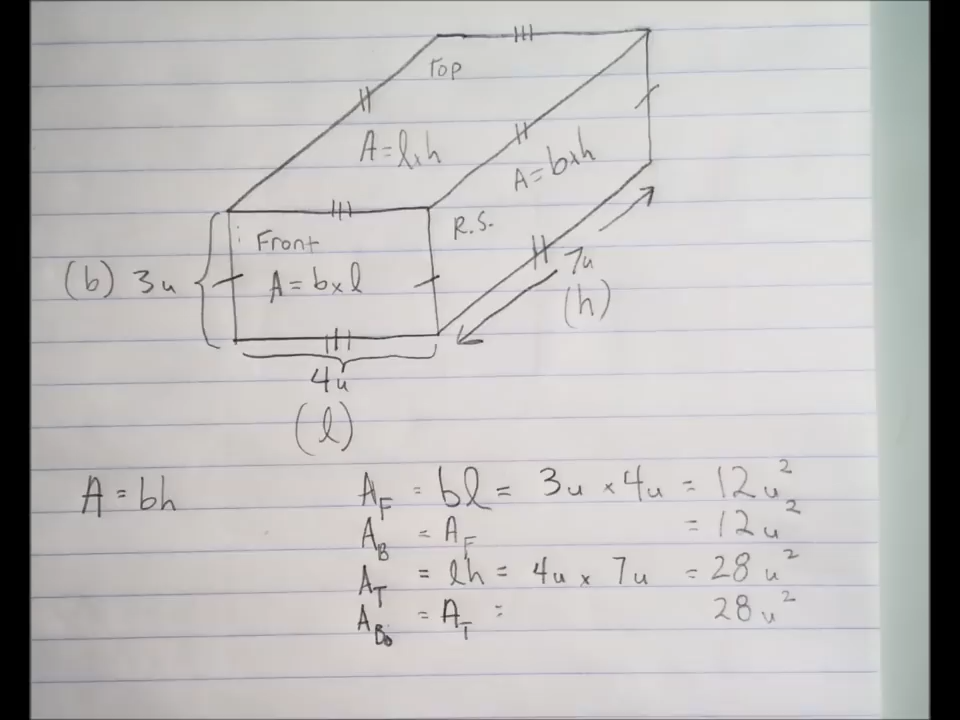 Top
A = l x h
A = b x h
R.S.
Front
(b) 3u
A = b x l
7u
(h)
4u
(l)
A = bh
A_F = bl = 3u x 4u = 12u²
A_B = A_F = 12u²
A_T = lh = 4u x 7u = 28u²
A_Bo = A_T = 28u²